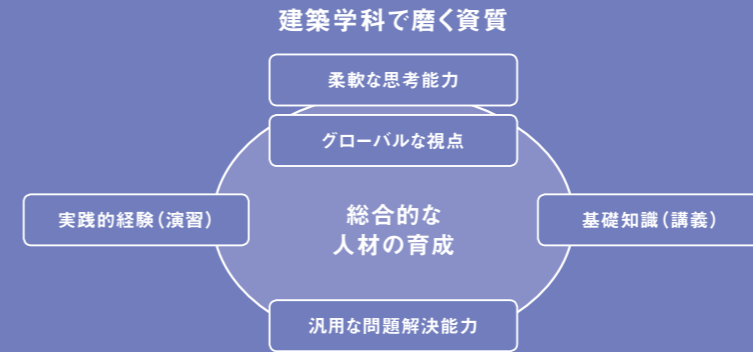 建築学科で磨く資質
柔軟な思考能力
グローバルな視点
実践的経験（演習）
総合的な
人材の育成
基礎知識（講義）
汎用な問題解決能力